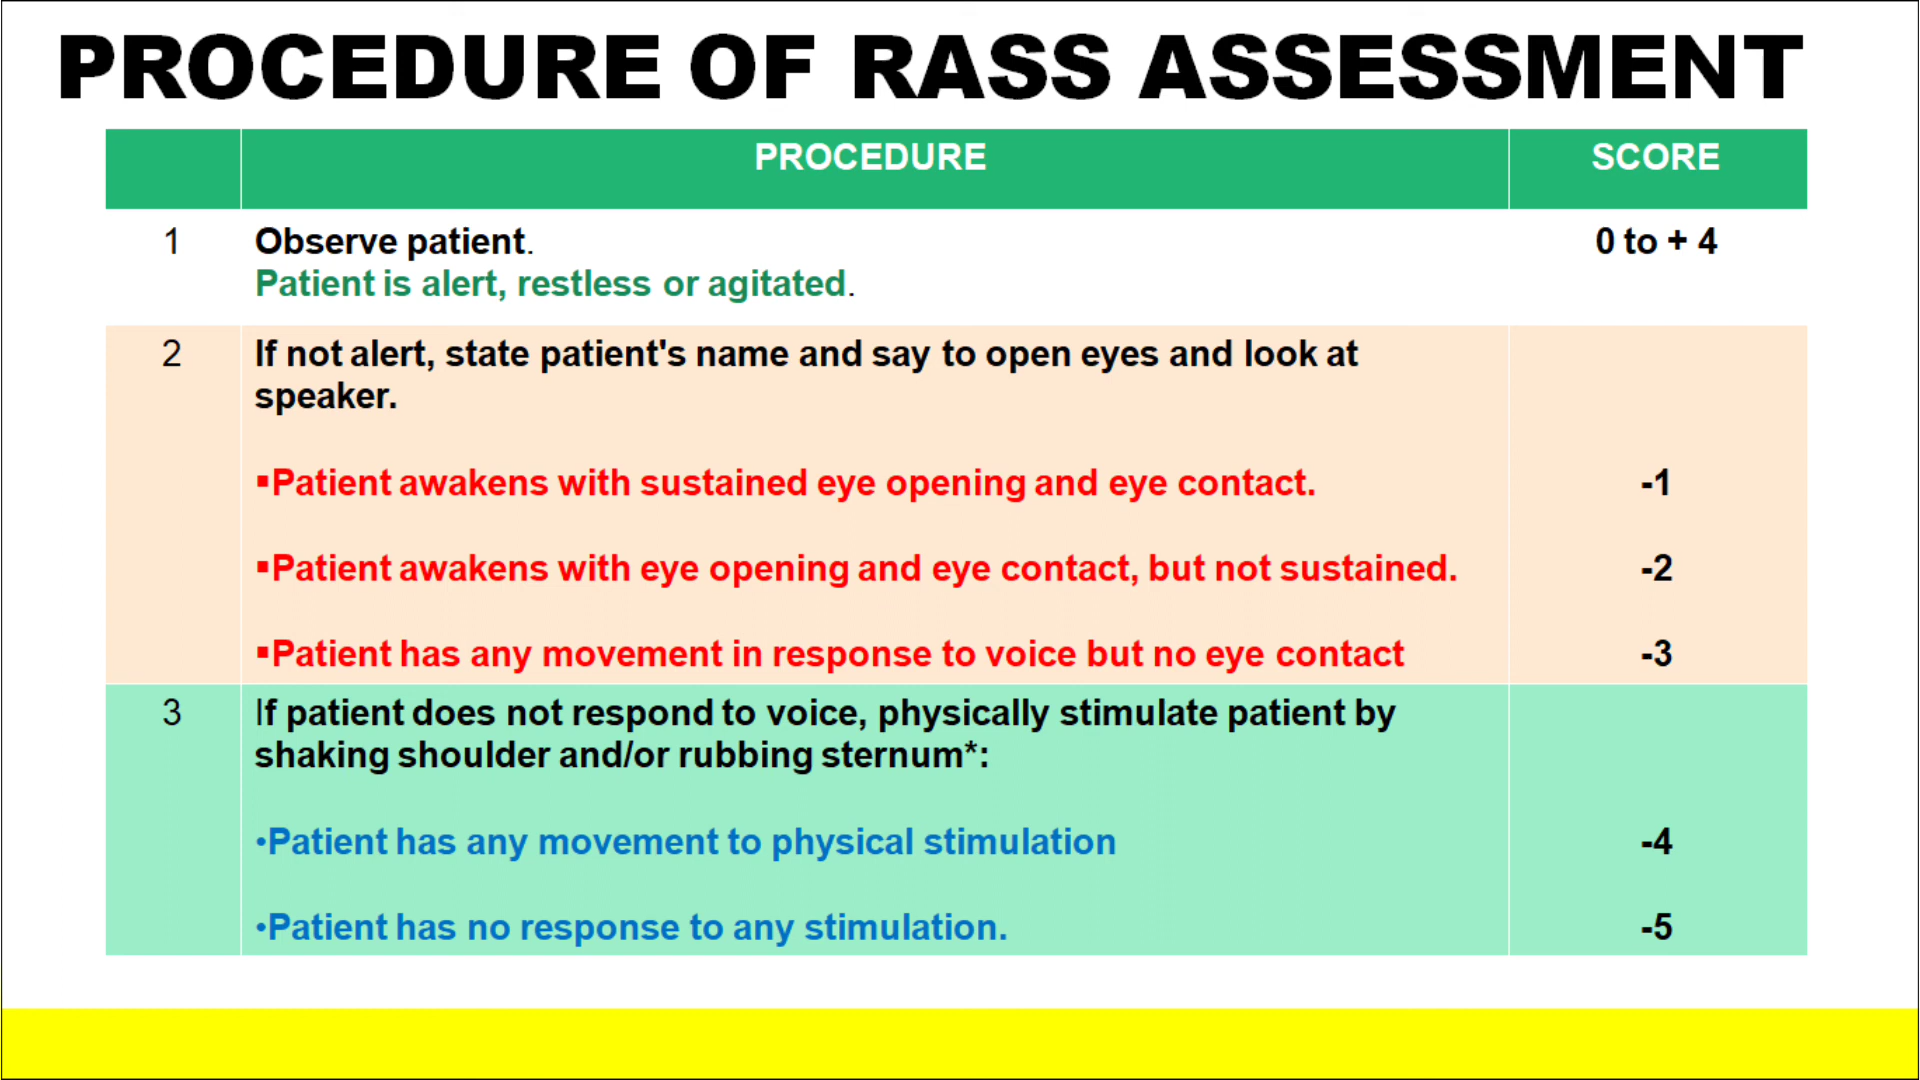 PROCEDURE OF RASS ASSESSMENT
PROCEDURE SCORE
1 Observe patient. 0 to + 4
Patient is alert, restless or agitated.
2 If not alert, state patient's name and say to open eyes and look at
speaker.
▪Patient awakens with sustained eye opening and eye contact. -1
▪Patient awakens with eye opening and eye contact, but not sustained. -2
▪Patient has any movement in response to voice but no eye contact -3
3 If patient does not respond to voice, physically stimulate patient by
shaking shoulder and/or rubbing sternum*:
•Patient has any movement to physical stimulation -4
•Patient has no response to any stimulation. -5